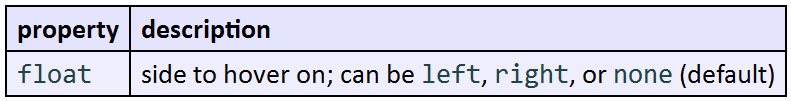 property description
float side to hover on; can be left, right, or none (default)